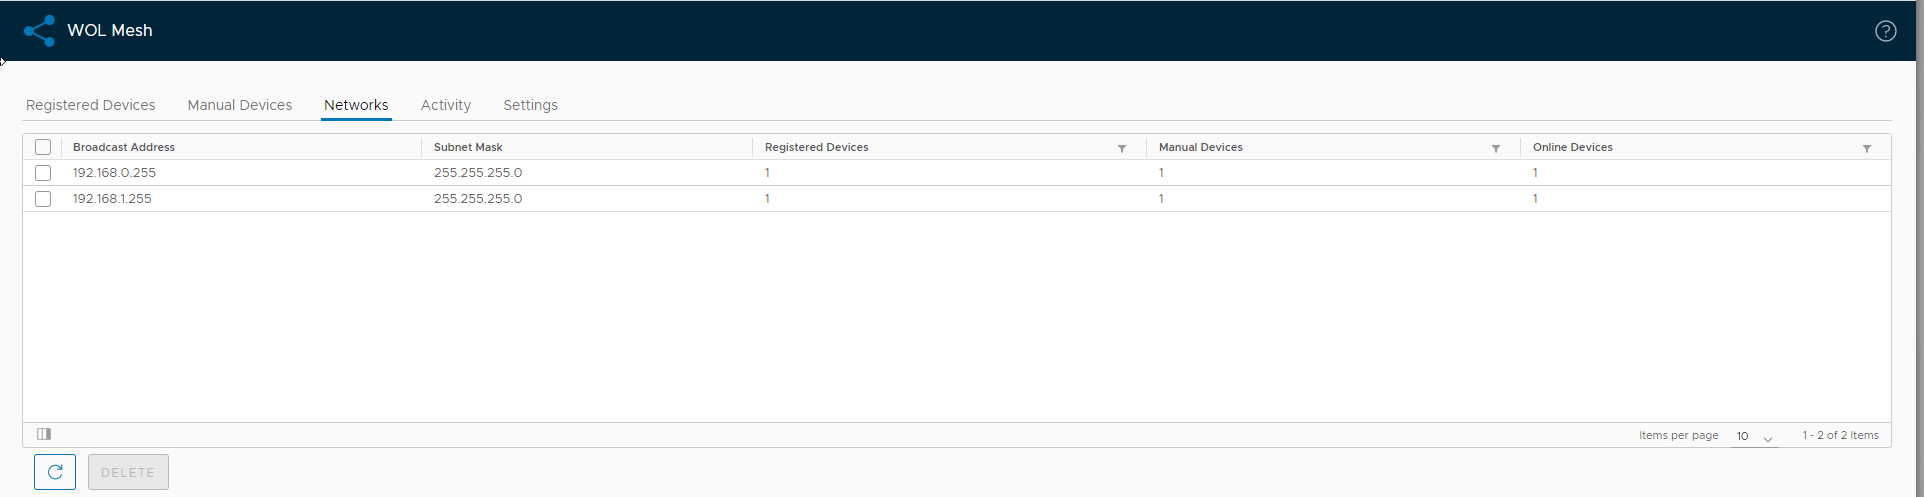 WOL Mesh
?
Registered Devices Manual Devices Networks Activity Settings
Broadcast Address Subnet Mask Registered Devices Manual Devices Online Devices
192.168.0.255 255.255.255.0 1 1 1
192.168.1.255 255.255.255.0 1 1 1
Items per page 10 1 - 2 of 2 Items
DELETE